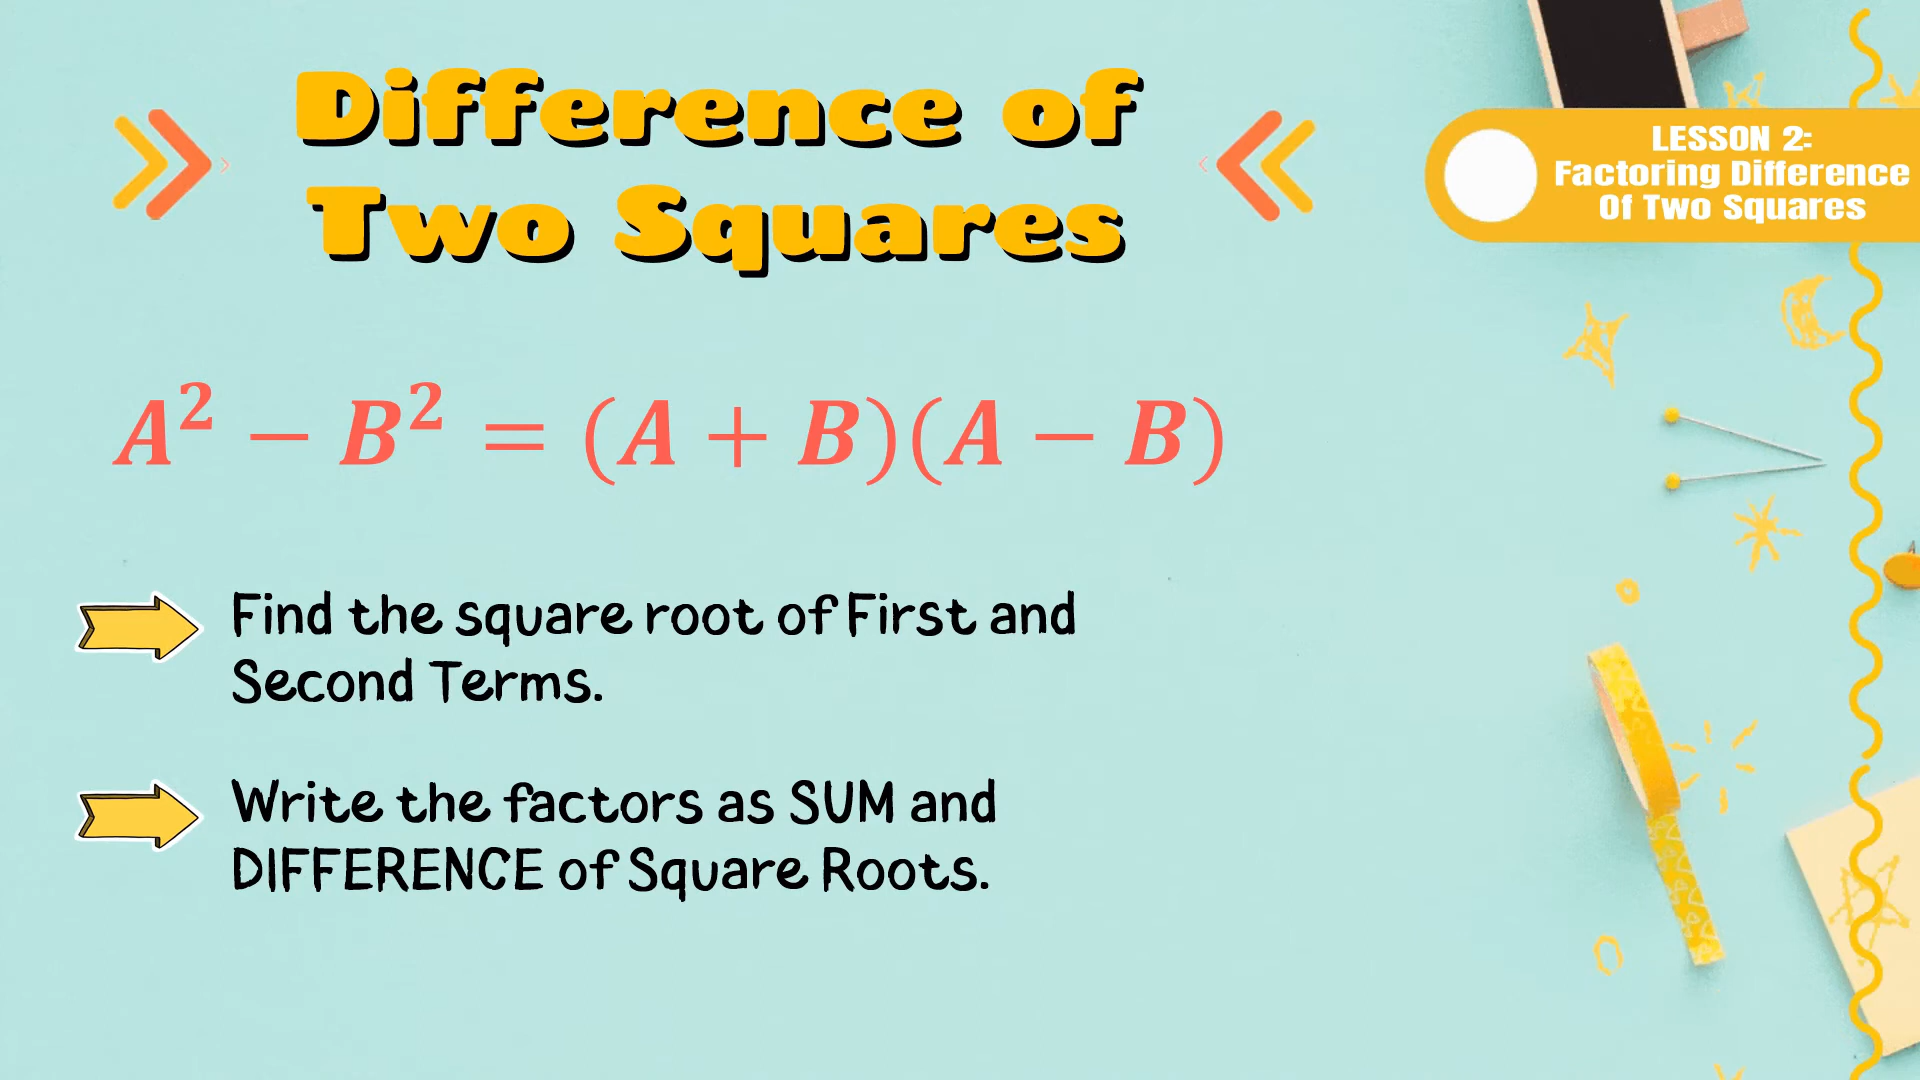 Difference of
Two Squares
LESSON 2:
Factoring Difference
Of Two Squares
A² − B² = (A + B)(A − B)
Find the square root of First and
Second Terms.
Write the factors as SUM and
DIFFERENCE of Square Roots.